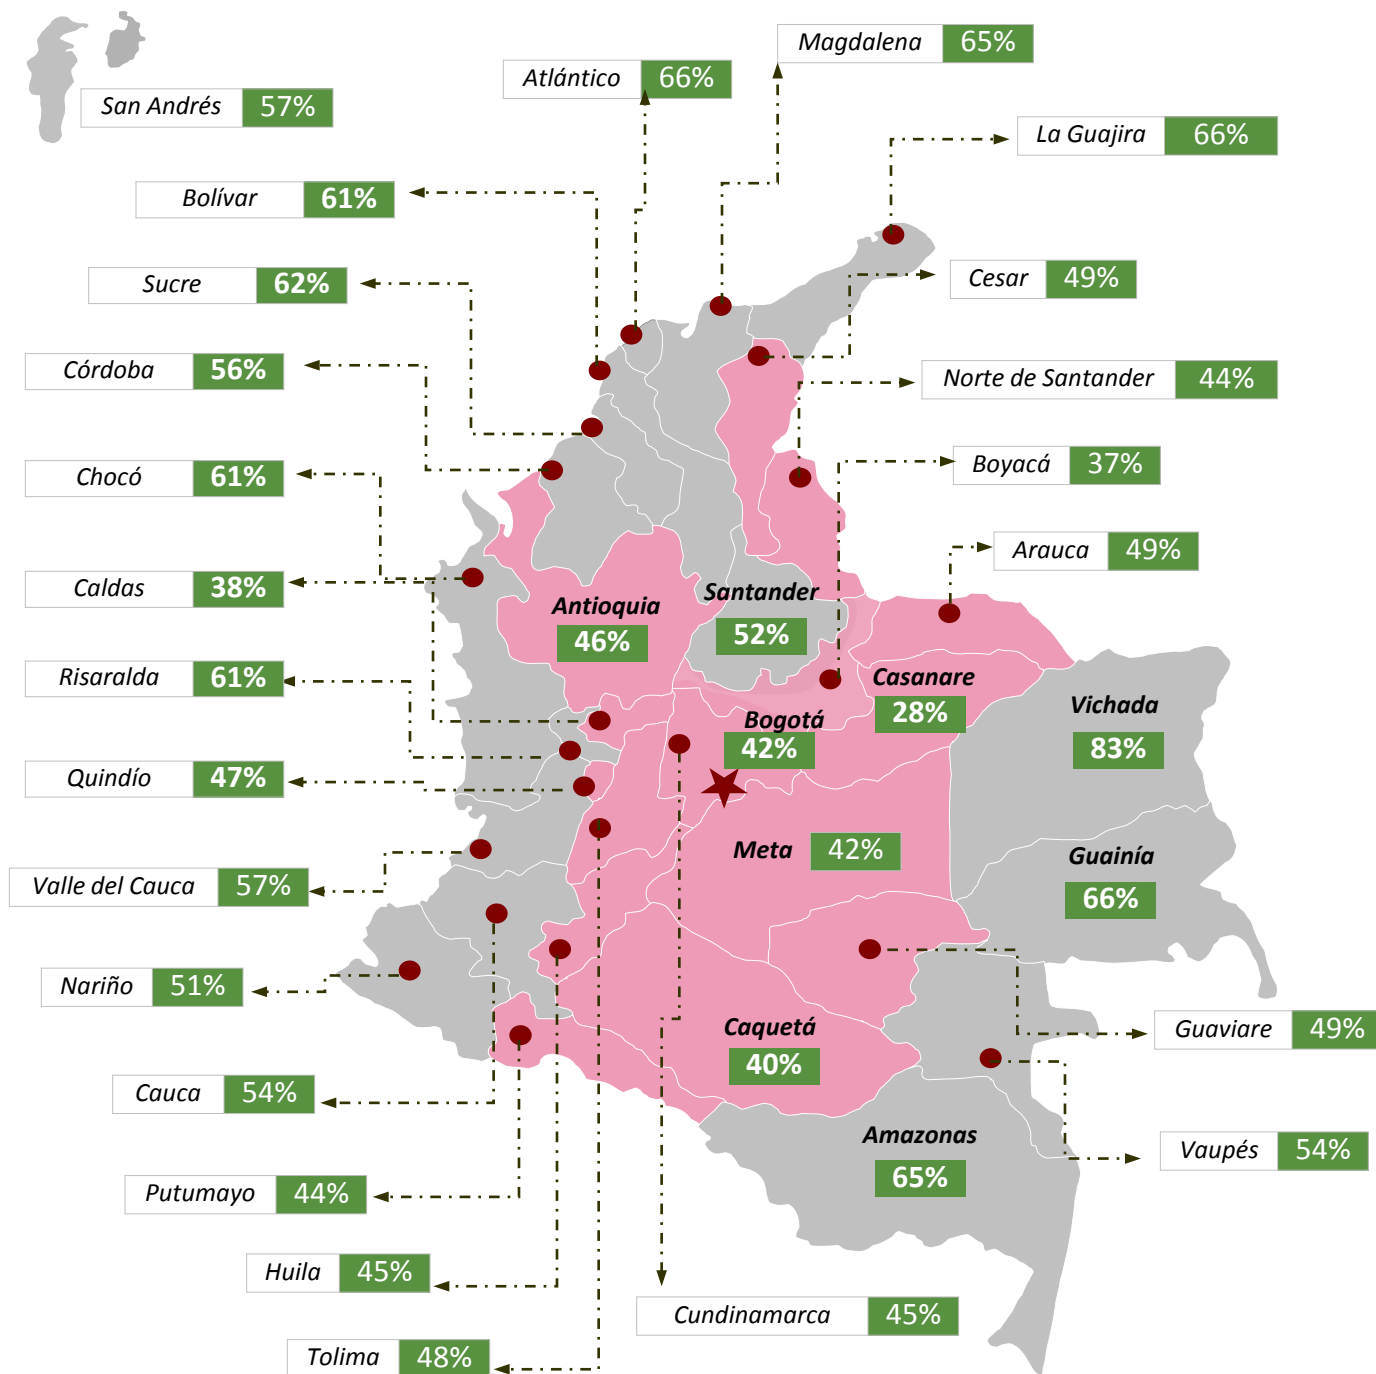 Magdalena 65%
Atlántico 66%
San Andrés 57%
La Guajira 66%
Bolívar 61%
Sucre 62%
Cesar 49%
Córdoba 56%
Norte de Santander 44%
Chocó 61%
Boyacá 37%
Arauca 49%
Caldas 38%
Antioquia
46%
Santander
52%
Risaralda 61%
Casanare
28%
Vichada
83%
Bogotá
42%
Quindío 47%
Meta 42%
Guainía
66%
Valle del Cauca 57%
Nariño 51%
Caquetá
40%
Guaviare 49%
Cauca 54%
Amazonas
65%
Vaupés 54%
Putumayo 44%
Huila 45%
Cundinamarca 45%
Tolima 48%